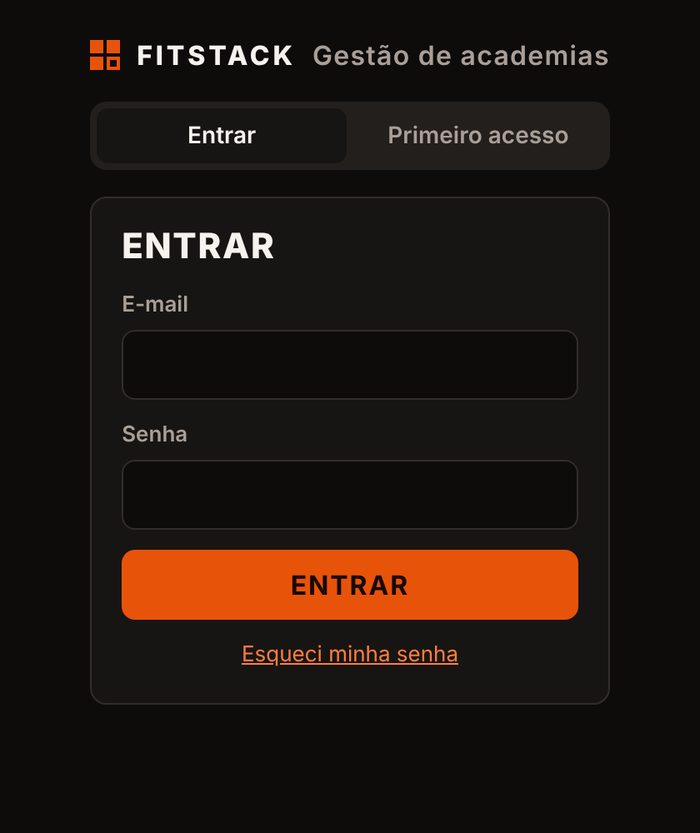 FITSTACK Gestão de academias
Entrar Primeiro acesso
ENTRAR
E-mail
Senha
ENTRAR
Esqueci minha senha